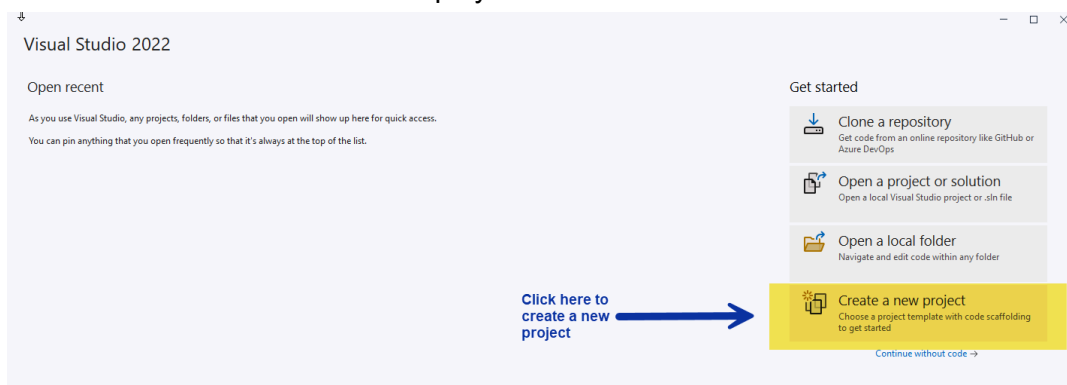 Visual Studio 2022
Open recent
As you use Visual Studio, any projects, folders, or files that you open will show up here for quick access.
You can pin anything that you open frequently so that it's always at the top of the list.
Get started
Clone a repository
Get code from an online repository like GitHub or
Azure DevOps
Open a project or solution
Open a local Visual Studio project or .sln file
Open a local folder
Navigate and edit code within any folder
Click here to
create a new
project
Create a new project
Choose a project template with code scaffolding
to get started
Continue without code →